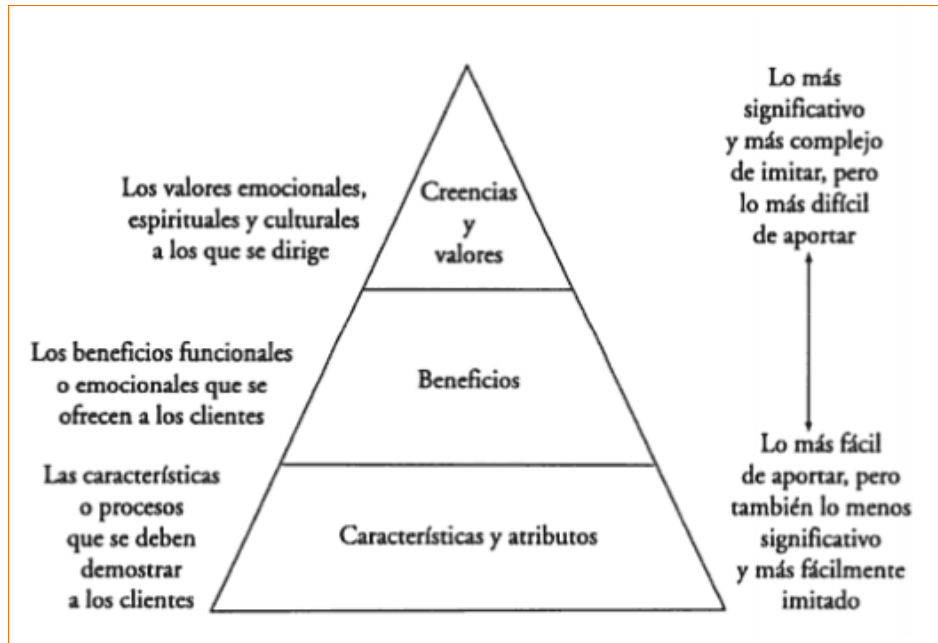 Lo más
significativo
y más complejo
de imitar, pero
lo más difícil
de aportar
Los valores emocionales,
espirituales y culturales
a los que se dirige
Creencias
y
valores
Los beneficios funcionales
o emocionales que se
ofrecen a los clientes
Beneficios
Lo más fácil
de aportar, pero
también lo menos
significativo
y más fácilmente
imitado
Las características
o procesos
que se deben
demostrar
a los clientes
Características y atributos